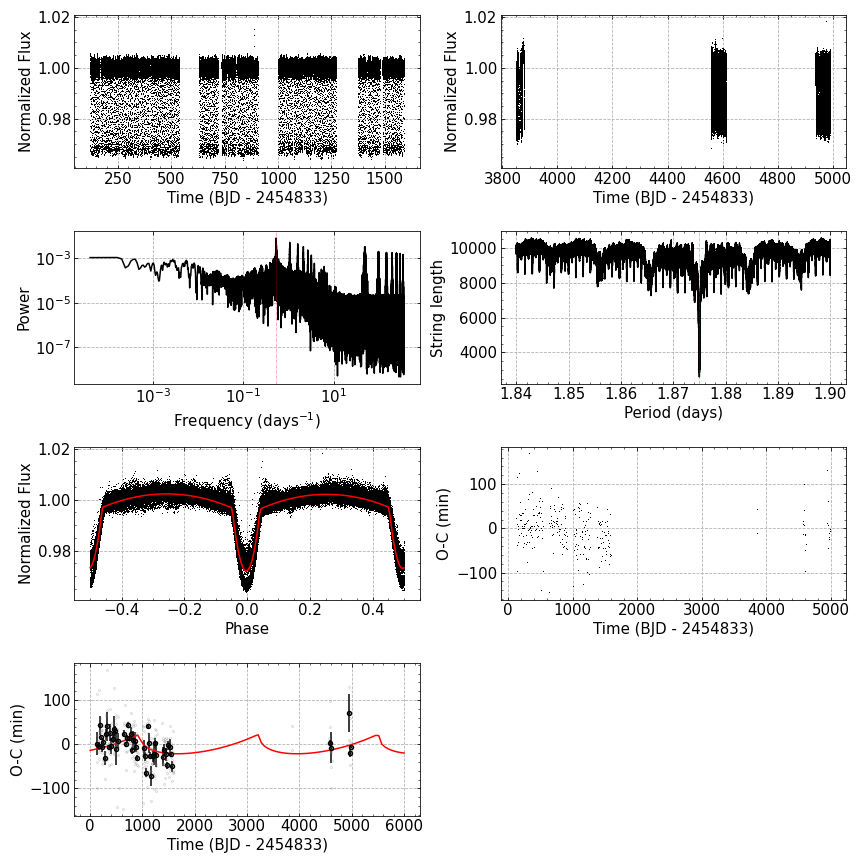 1.02
1.00
0.98
Normalized Flux
250 500 750 1000 1250 1500
Time (BJD - 2454833)
1.02
1.00
0.98
Normalized Flux
3800 4000 4200 4400 4600 4800 5000
Time (BJD - 2454833)
10⁻³
10⁻⁵
10⁻⁷
Power
10⁻³ 10⁻¹ 10¹
Frequency (days⁻¹)
10000
8000
6000
4000
String length
1.84 1.85 1.86 1.87 1.88 1.89 1.90
Period (days)
1.02
1.00
0.98
Normalized Flux
−0.4 −0.2 0.0 0.2 0.4
Phase
100
0
−100
O-C (min)
0 1000 2000 3000 4000 5000
Time (BJD - 2454833)
100
0
−100
O-C (min)
0 1000 2000 3000 4000 5000 6000
Time (BJD - 2454833)